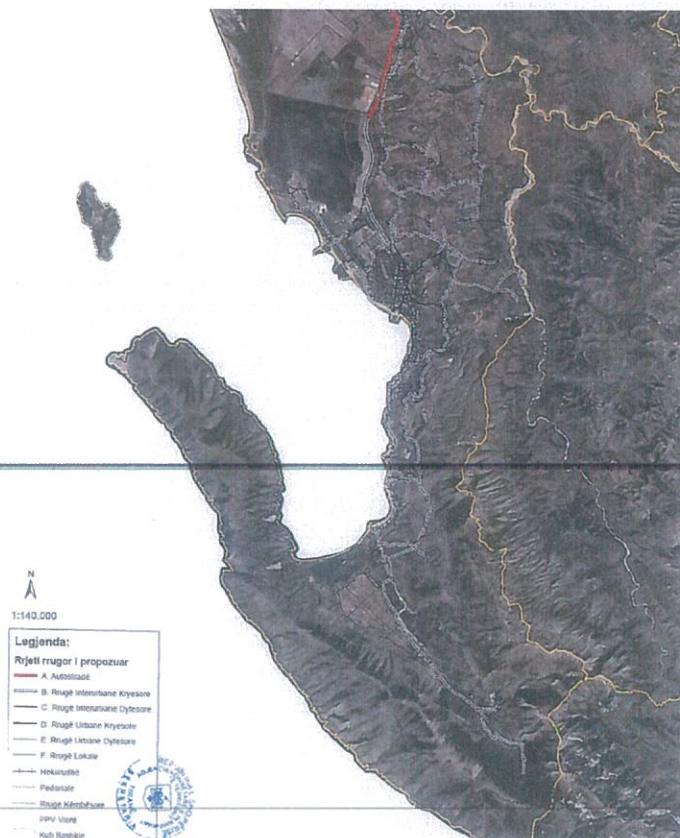 N
1:140.000
Legjenda:
Rrjeti rrugor i propozuar
A. Autostradë
B. Rrugë Interurbane Kryesore
C. Rrugë Interurbane Dytesore
D. Rrugë Urbane Kryesore
E. Rrugë Urbane Dytesore
F. Rrugë Lokale
Hekurudhë
Pedonale
Rrugë Këmbësore
PPV Vlorë
Kufi Bashkie